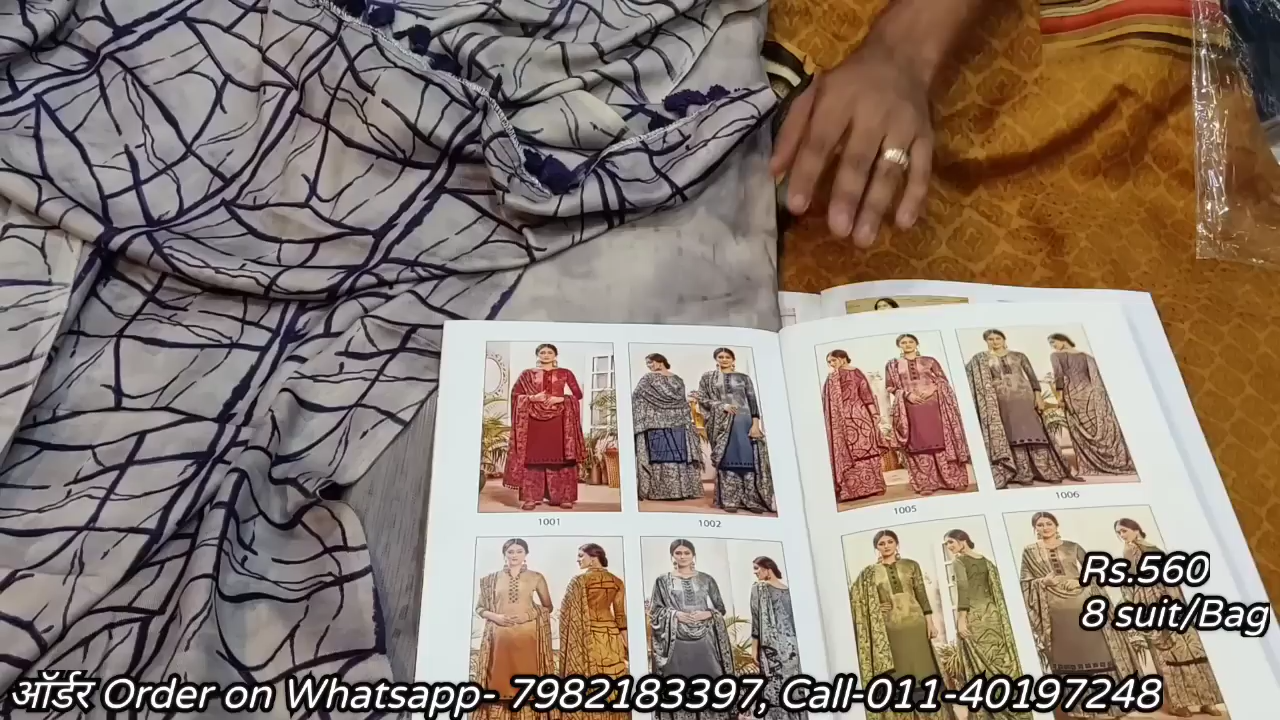 1001
1002
1005
1006
Rs.560
8 suit/Bag
ऑर्डर Order on Whatsapp- 7982183397, Call-011-40197248